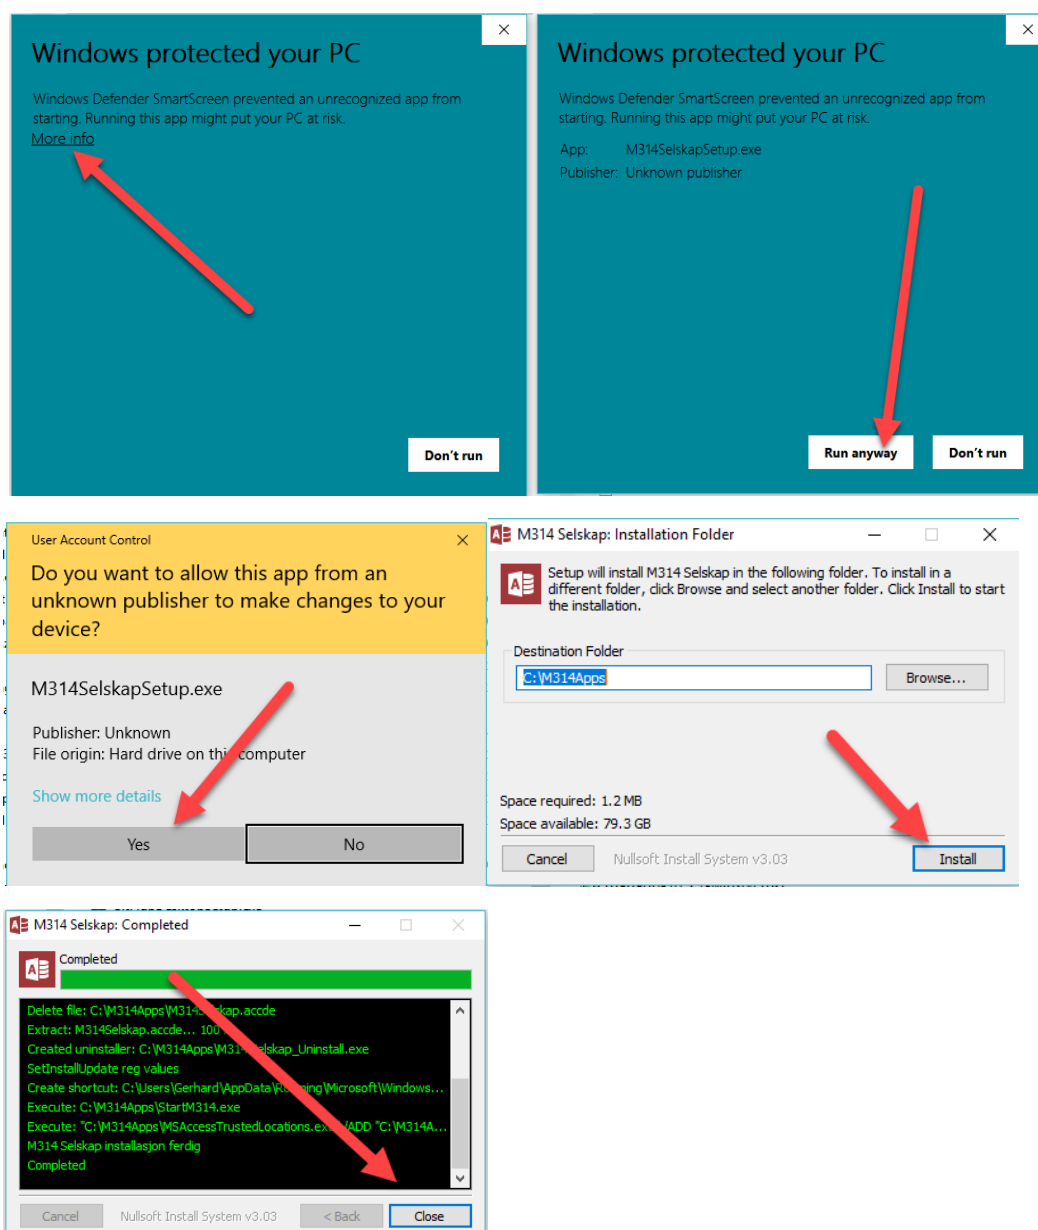 Windows protected your PC
Windows Defender SmartScreen prevented an unrecognized app from
starting. Running this app might put your PC at risk.
More info
Don't run
Windows protected your PC
Windows Defender SmartScreen prevented an unrecognized app from
starting. Running this app might put your PC at risk.
App: M314SelskapSetup.exe
Publisher: Unknown publisher
Run anyway
Don't run
User Account Control
Do you want to allow this app from an
unknown publisher to make changes to your
device?
M314SelskapSetup.exe
Publisher: Unknown
File origin: Hard drive on this computer
Show more details
Yes
No
M314 Selskap: Installation Folder
Setup will install M314 Selskap in the following folder. To install in a
different folder, click Browse and select another folder. Click Install to start
the installation.
Destination Folder
C:\M314Apps
Browse...
Space required: 1.2 MB
Space available: 79.3 GB
Cancel
Nullsoft Install System v3.03
Install
M314 Selskap: Completed
Completed
Delete file: C:\M314Apps\M314Selskap.accde
Extract: M314Selskap.accde... 100
Created uninstaller: C:\M314Apps\M314Selskap_Uninstall.exe
SetInstallUpdate reg values
Create shortcut: C:\Users\Gerhard\AppData\Roaming\Microsoft\Windows...
Execute: C:\M314Apps\StartM314.exe
Execute: "C:\M314Apps\MSAccessTrustedLocations.exe" /ADD "C:\M314A...
M314 Selskap installasjon ferdig
Completed
Cancel
Nullsoft Install System v3.03
< Back
Close